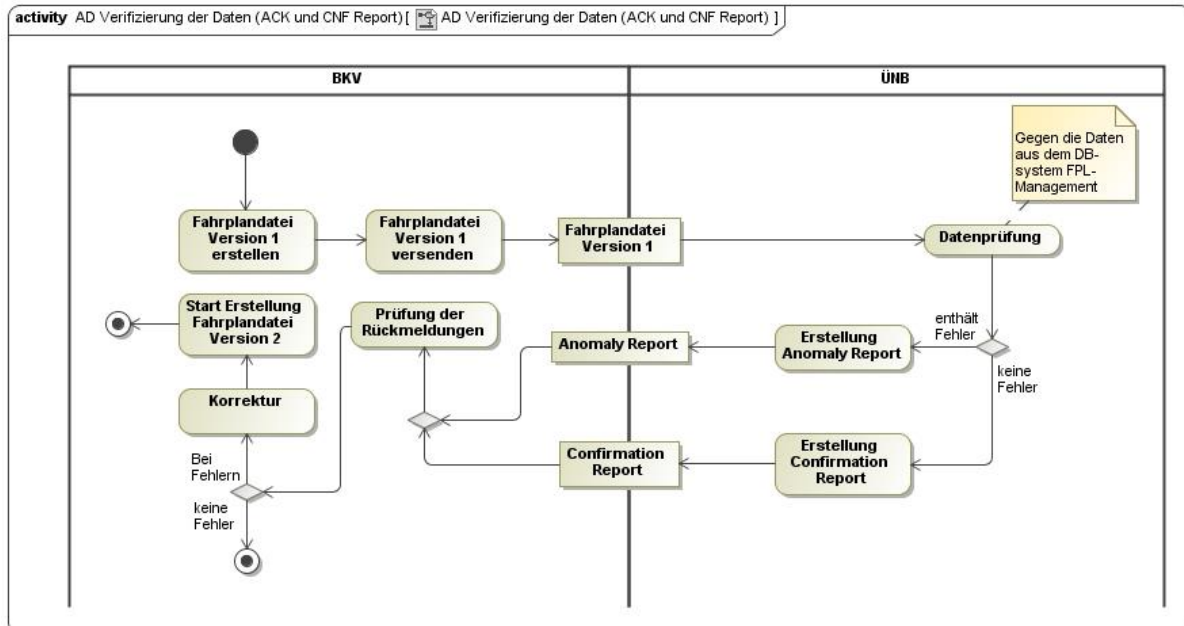 activity AD Verifizierung der Daten (ACK und CNF Report) [ AD Verifizierung der Daten (ACK und CNF Report) ]
BKV
ÜNB
Gegen die Daten
aus dem DB-
system FPL-
Management
Fahrplandatei
Version 1
erstellen
Fahrplandatei
Version 1
versenden
Fahrplandatei
Version 1
Datenprüfung
Start Erstellung
Fahrplandatei
Version 2
Prüfung der
Rückmeldungen
Anomaly Report
Erstellung
Anomaly Report
enthält
Fehler
keine
Fehler
Korrektur
Confirmation
Report
Erstellung
Confirmation
Report
Bei
Fehlern
keine
Fehler